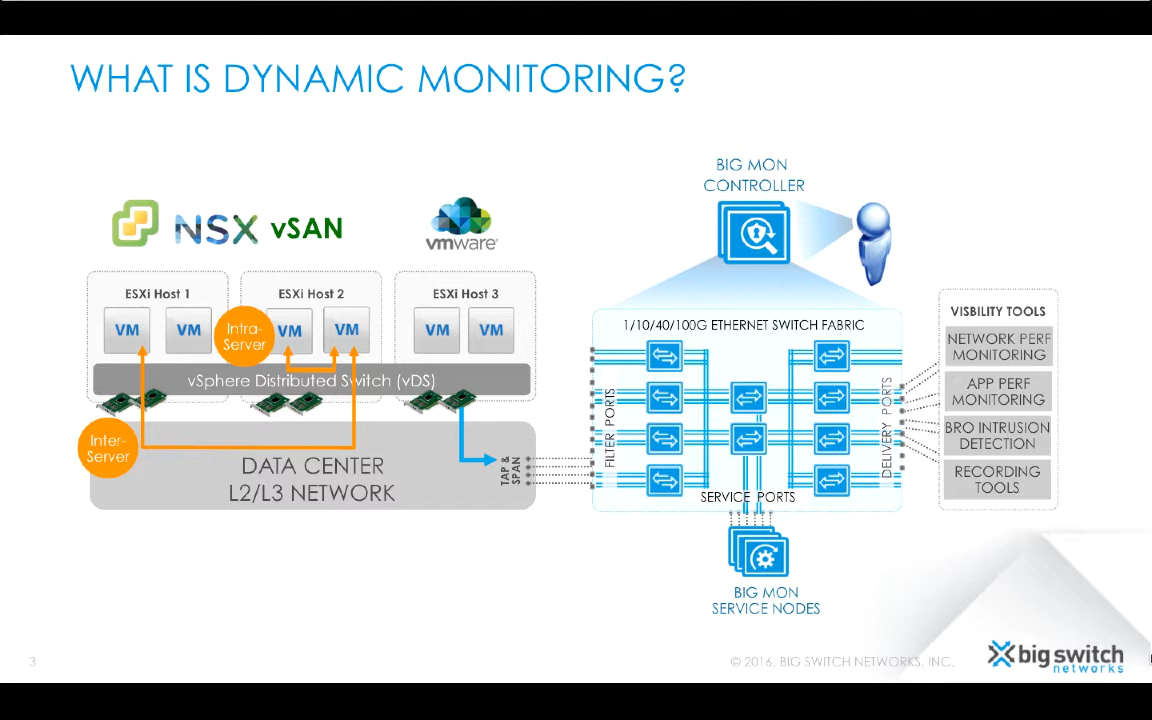 WHAT IS DYNAMIC MONITORING?
BIG MON
CONTROLLER
NSX
vSAN
vmware
ESXi Host 1
ESXi Host 2
ESXi Host 3
VM
VM
VM
VM
VM
VM
Intra-
Server
vSphere Distributed Switch (vDS)
Inter-
Server
DATA CENTER
L2/L3 NETWORK
TAP &
SPAN
1/10/40/100G ETHERNET SWITCH FABRIC
FILTER PORTS
DELIVERY PORTS
SERVICE PORTS
BIG MON
SERVICE NODES
VISBILITY TOOLS
NETWORK PERF
MONITORING
APP PERF
MONITORING
BRO INTRUSION
DETECTION
RECORDING
TOOLS
3
© 2016, BIG SWITCH NETWORKS, INC.
big switch
networks